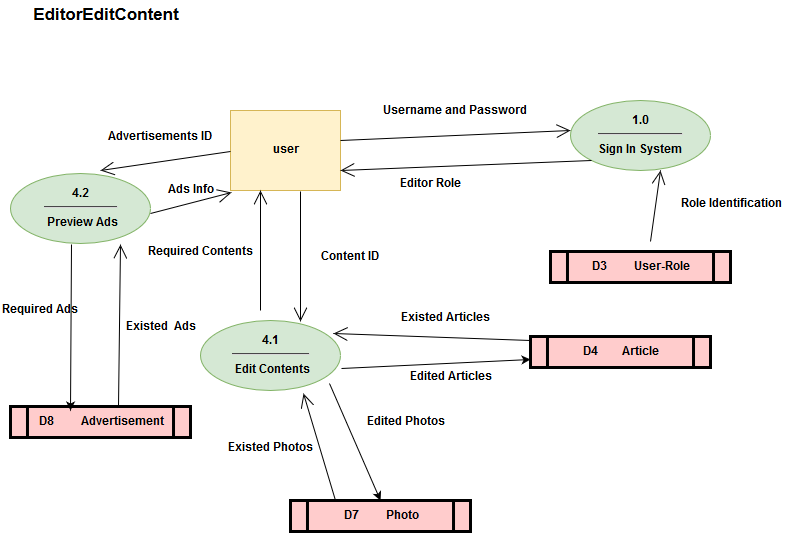 EditorEditContent
Username and Password
1.0
Sign In System
Advertisements ID
user
Editor Role
4.2
Preview Ads
Ads Info
Role Identification
Required Contents
Content ID
D3 User-Role
Required Ads
Existed Ads
Existed Articles
4.1
Edit Contents
D4 Article
Edited Articles
D8 Advertisement
Edited Photos
Existed Photos
D7 Photo